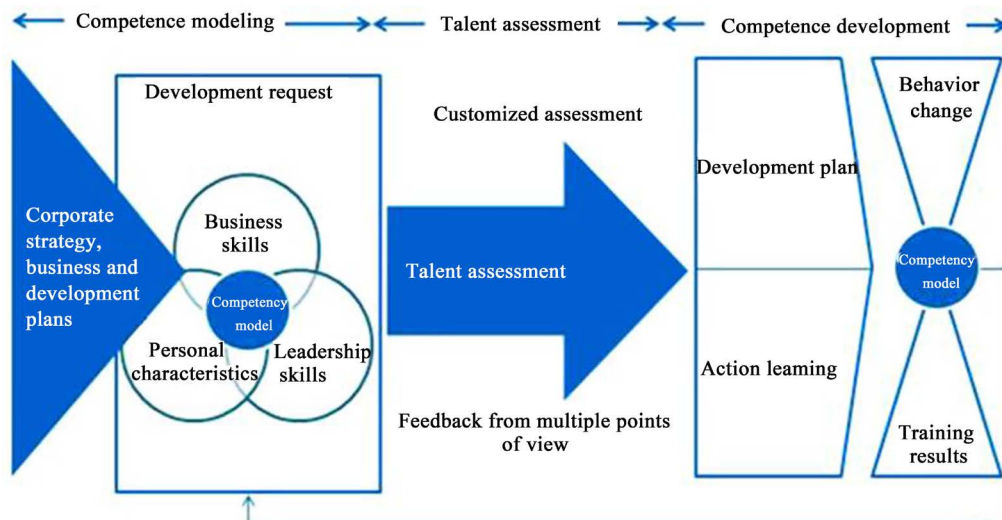 Competence modeling
Talent assessment
Competence development
Development request
Corporate
strategy,
business and
development
plans
Business
skills
Competency
model
Personal
characteristics
Leadership
skills
Customized assessment
Talent assessment
Feedback from multiple points
of view
Development plan
Action leaming
Behavior
change
Competency
model
Training
results